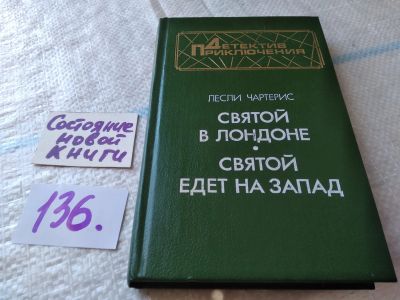 ДЕТЕКТИВ
ПРИКЛЮЧЕНИЯ
ЛЕСЛИ ЧАРТЕРИС
СВЯТОЙ
В ЛОНДОНЕ
•
СВЯТОЙ
ЕДЕТ НА ЗАПАД
Состояние
новой
книги
136.